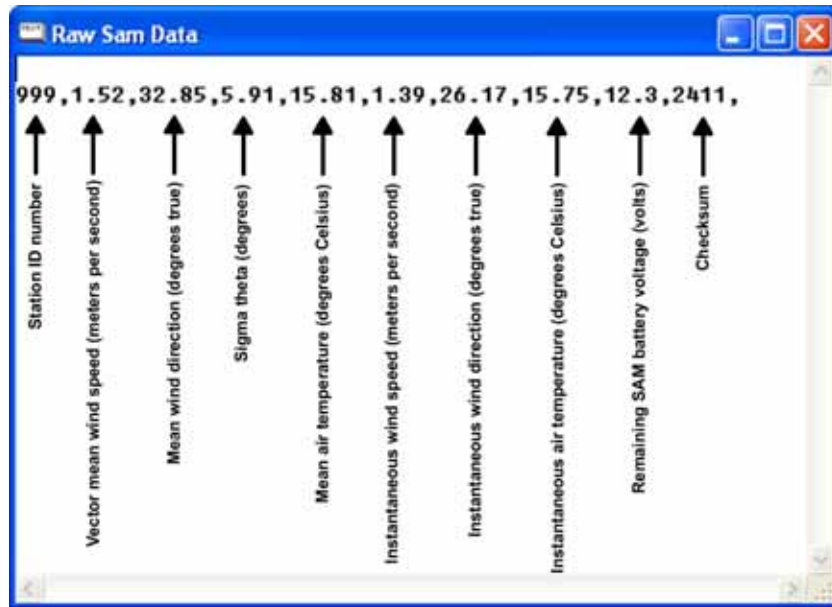 Raw Sam Data
999,1.52,32.85,5.91,15.81,1.39,26.17,15.75,12.3,2411,
Station ID number
Vector mean wind speed (meters per second)
Mean wind direction (degrees true)
Sigma theta (degrees)
Mean air temperature (degrees Celsius)
Instantaneous wind speed (meters per second)
Instantaneous wind direction (degrees true)
Instantaneous air temperature (degrees Celsius)
Remaining SAM battery voltage (volts)
Checksum